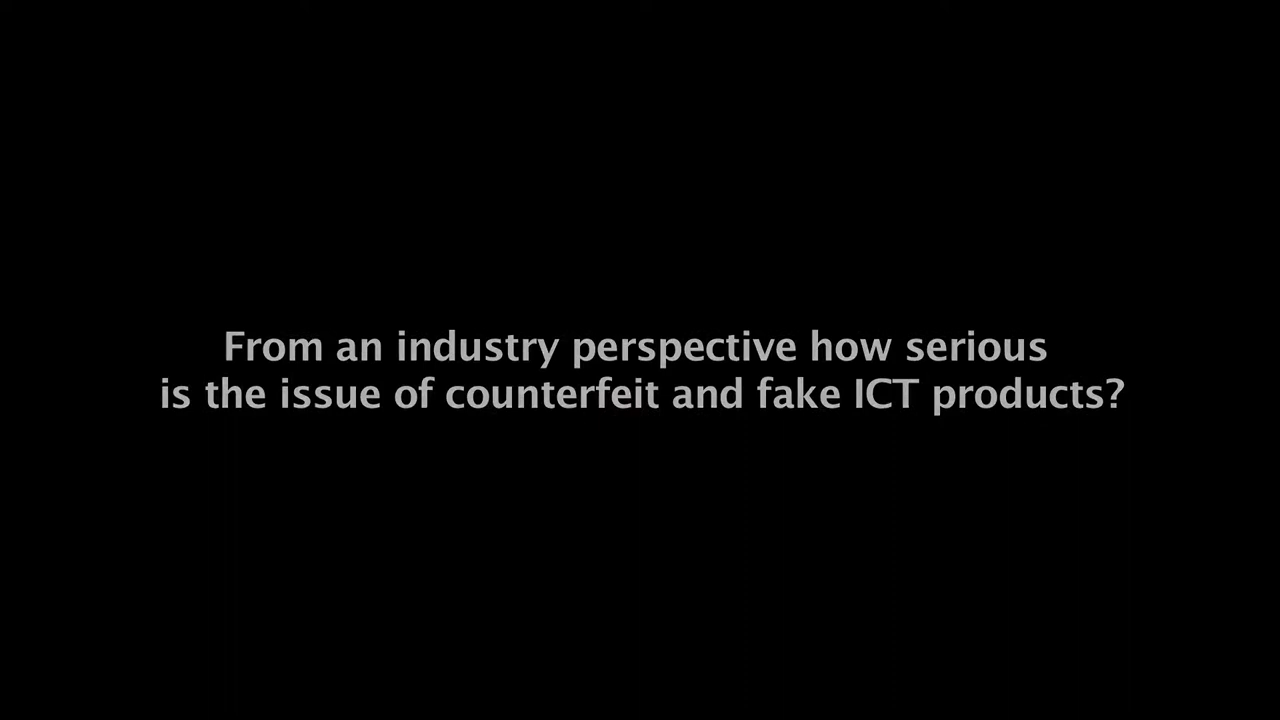 From an industry perspective how serious
is the issue of counterfeit and fake ICT products?